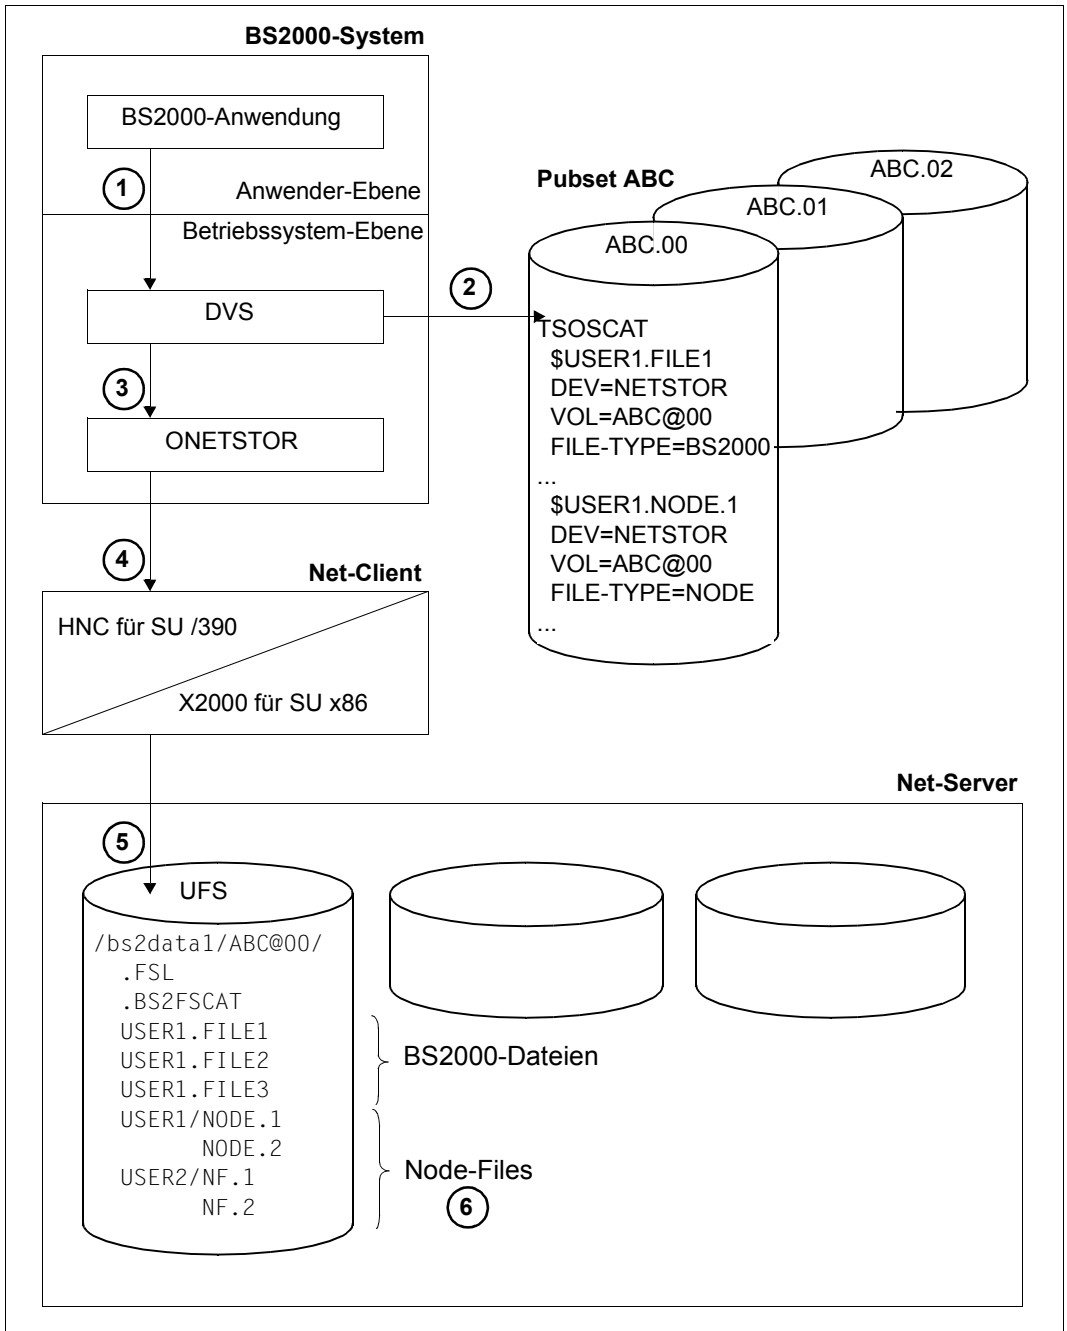 BS2000-System
BS2000-Anwendung
1
Anwender-Ebene
Betriebssystem-Ebene
DVS
2
3
ONETSTOR
4
Pubset ABC
ABC.00
ABC.01
ABC.02
TSOSCAT
$USER1.FILE1
DEV=NETSTOR
VOL=ABC@00
FILE-TYPE=BS2000
...
$USER1.NODE.1
DEV=NETSTOR
VOL=ABC@00
FILE-TYPE=NODE
...
Net-Client
HNC für SU /390
X2000 für SU x86
Net-Server
5
UFS
/bs2data1/ABC@00/
.FSL
.BS2FSCAT
USER1.FILE1
USER1.FILE2
USER1.FILE3
BS2000-Dateien
USER1/NODE.1
NODE.2
USER2/NF.1
NF.2
Node-Files
6